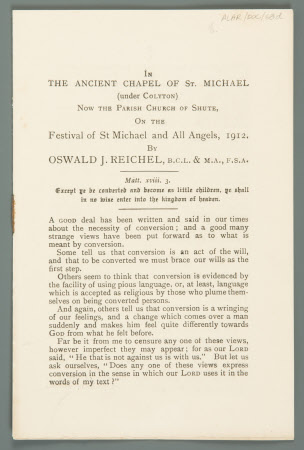 In
THE ANCIENT CHAPEL OF St. MICHAEL
(under Colyton)
Now the Parish Church of Shute,
On the
Festival of St Michael and All Angels, 1912.
By
OSWALD J. REICHEL, B.C.L. & M.A., F.S.A.
Matt. xviii. 3.
Except ye be converted and become as little children, ye shall
in no wise enter into the kingdom of heaven.
A GOOD deal has been written and said in our times
about the necessity of conversion; and a good many
strange views have been put forward as to what is
meant by conversion.
Some tell us that conversion is an act of the will,
and that to be converted we must brace our wills as the
first step.
Others seem to think that conversion is evidenced by
the facility of using pious language, or, at least, language
which is accepted as religious by those who plume them-
selves on being converted persons.
And again, others tell us that conversion is a wringing
of our feelings, and a change which comes over a man
suddenly and makes him feel quite differently towards
God from what he felt before.
Far be it from me to censure any one of these views,
however imperfect they may appear; for as our LORD
said, "He that is not against us is with us." But let us
ask ourselves, "Does any one of these views express
conversion in the sense in which our LORD uses it in the
words of my text?"